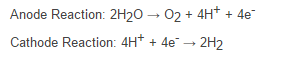 Anode Reaction: 2H₂O → O₂ + 4H⁺ + 4e⁻
Cathode Reaction: 4H⁺ + 4e⁻ → 2H₂